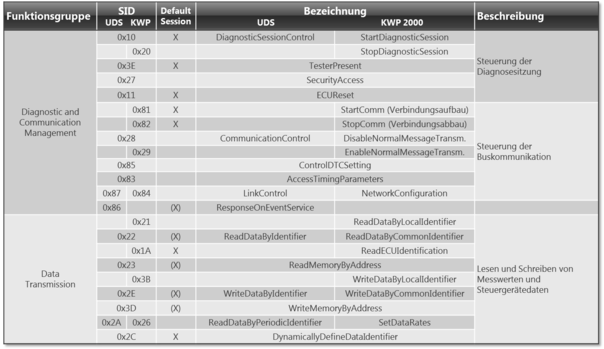 Funktionsgruppe SID Default Session Bezeichnung Beschreibung
UDS KWP UDS KWP 2000
Diagnostic and Communication Management
0x10 X DiagnosticSessionControl StartDiagnosticSession
0x20 StopDiagnosticSession
0x3E X TesterPresent
0x27 SecurityAccess
0x11 X ECUReset
Steuerung der Diagnosesitzung
0x81 X StartComm (Verbindungsaufbau)
0x82 X StopComm (Verbindungsabbau)
0x28 CommunicationControl DisableNormalMessageTransm.
0x29 EnableNormalMessageTransm.
0x85 ControlDTCSetting
0x83 AccessTimingParameters
0x87 0x84 LinkControl NetworkConfiguration
Steuerung der Buskommunikation
0x86 (X) ResponseOnEventService
Data Transmission
0x21 ReadDataByLocalIdentifier
0x22 (X) ReadDataByIdentifier ReadDataByCommonIdentifier
0x1A X ReadECUIdentification
0x23 (X) ReadMemoryByAddress
0x3B WriteDataByLocalIdentifier
0x2E (X) WriteDataByIdentifier WriteDataByCommonIdentifier
0x3D (X) WriteMemoryByAddress
0x2A 0x26 ReadDataByPeriodicIdentifier SetDataRates
0x2C X DynamicallyDefineDataIdentifier
Lesen und Schreiben von Messwerten und Steuergerätedaten